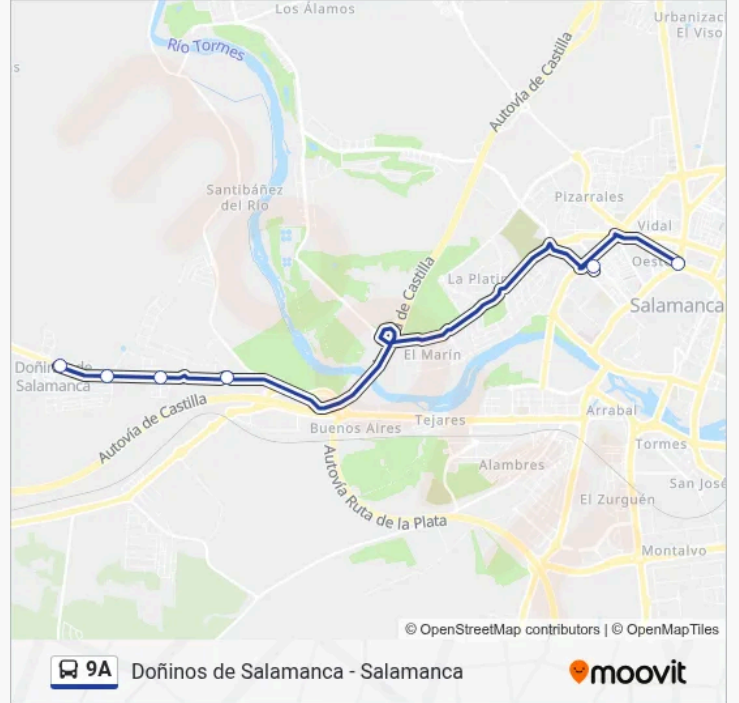 Los Álamos
Urbanizac
El Viso
Río Tormes
s
Autovía de Castilla
Santibáñez
del Río
Pizarrales
Vidal
Oeste
de Castilla
La Platin
Salamanca
El Marín
Doñinos de
Salamanca
Autovía de Castilla
Buenos Aires
Tejares
Arrabal
Tormes
Autovía Ruta de la Plata
Alambres
San José
El Zurguén
Montalvo
© OpenStreetMap contributors | © OpenMapTiles
9A Doñinos de Salamanca - Salamanca
moovit